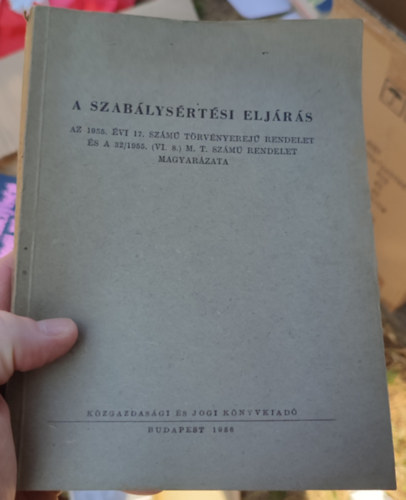 A SZABÁLYSÉRTÉSI ELJÁRÁS
AZ 1955. ÉVI 17. SZÁMÚ TÖRVÉNYEREJŰ RENDELET
ÉS A 32/1955. (VI. 8.) M. T. SZÁMÚ RENDELET
MAGYARÁZATA
KÖZGAZDASÁGI ÉS JOGI KÖNYVKIADÓ
BUDAPEST